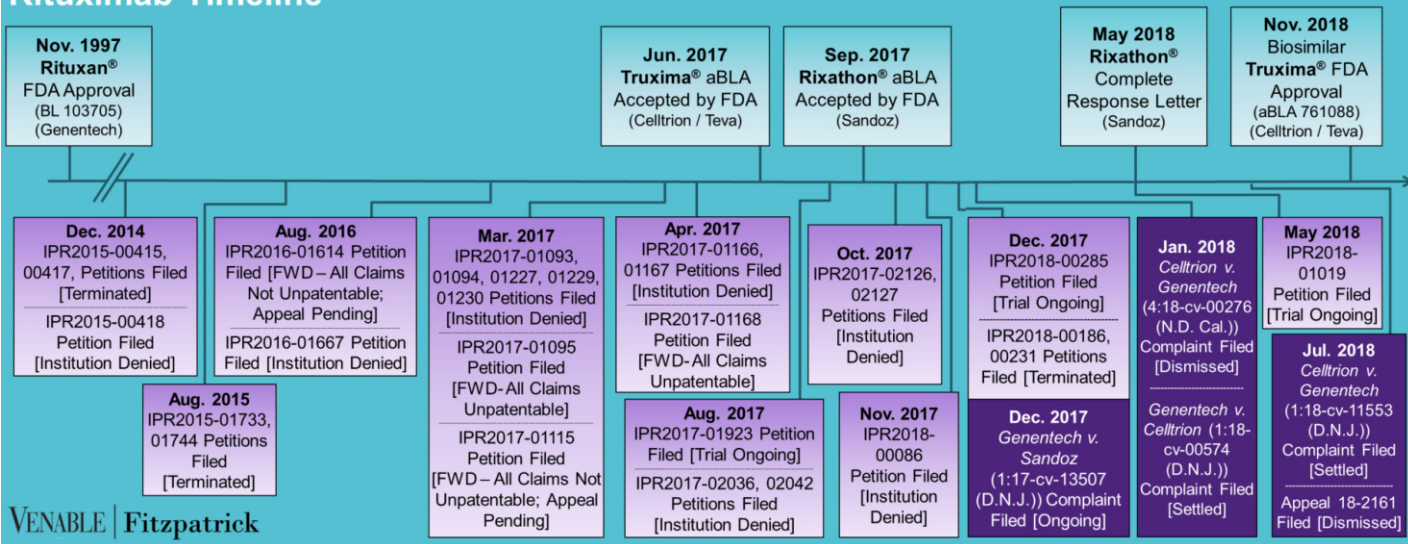 Rituximab Timeline
Nov. 1997
Rituxan®
FDA Approval
(BL 103705)
(Genentech)
Jun. 2017
Truxima® aBLA
Accepted by FDA
(Celltrion / Teva)
Sep. 2017
Rixathon® aBLA
Accepted by FDA
(Sandoz)
May 2018
Rixathon®
Complete
Response Letter
(Sandoz)
Nov. 2018
Biosimilar
Truxima® FDA
Approval
(aBLA 761088)
(Celltrion / Teva)
Dec. 2014
IPR2015-00415,
00417, Petitions Filed
[Terminated]
IPR2015-00418
Petition Filed
[Institution Denied]
Aug. 2015
IPR2015-01733,
01744 Petitions
Filed
[Terminated]
Aug. 2016
IPR2016-01614 Petition
Filed [FWD – All Claims
Not Unpatentable;
Appeal Pending]
IPR2016-01667 Petition
Filed [Institution Denied]
Mar. 2017
IPR2017-01093,
01094, 01227, 01229,
01230 Petitions Filed
[Institution Denied]
IPR2017-01095
Petition Filed
[FWD- All Claims
Unpatentable]
IPR2017-01115
Petition Filed
[FWD – All Claims Not
Unpatentable; Appeal
Pending]
Apr. 2017
IPR2017-01166,
01167 Petitions Filed
[Institution Denied]
IPR2017-01168
Petition Filed
[FWD-All Claims
Unpatentable]
Aug. 2017
IPR2017-01923 Petition
Filed [Trial Ongoing]
IPR2017-02036, 02042
Petitions Filed
[Institution Denied]
Oct. 2017
IPR2017-02126,
02127
Petitions Filed
[Institution
Denied]
Nov. 2017
IPR2018-
00086
Petition Filed
[Institution
Denied]
Dec. 2017
IPR2018-00285
Petition Filed
[Trial Ongoing]
IPR2018-00186,
00231 Petitions
Filed [Terminated]
Dec. 2017
Genentech v.
Sandoz
(1:17-cv-13507
(D.N.J.)) Complaint
Filed [Ongoing]
Jan. 2018
Celltrion v.
Genentech
(4:18-cv-00276
(N.D. Cal.))
Complaint Filed
[Dismissed]
Genentech v.
Celltrion (1:18-
cv-00574
(D.N.J.))
Complaint Filed
[Settled]
May 2018
IPR2018-
01019
Petition Filed
[Trial Ongoing]
Jul. 2018
Celltrion v.
Genentech
(1:18-cv-11553
(D.N.J.))
Complaint Filed
[Settled]
Appeal 18-2161
Filed [Dismissed]
VENABLE | Fitzpatrick